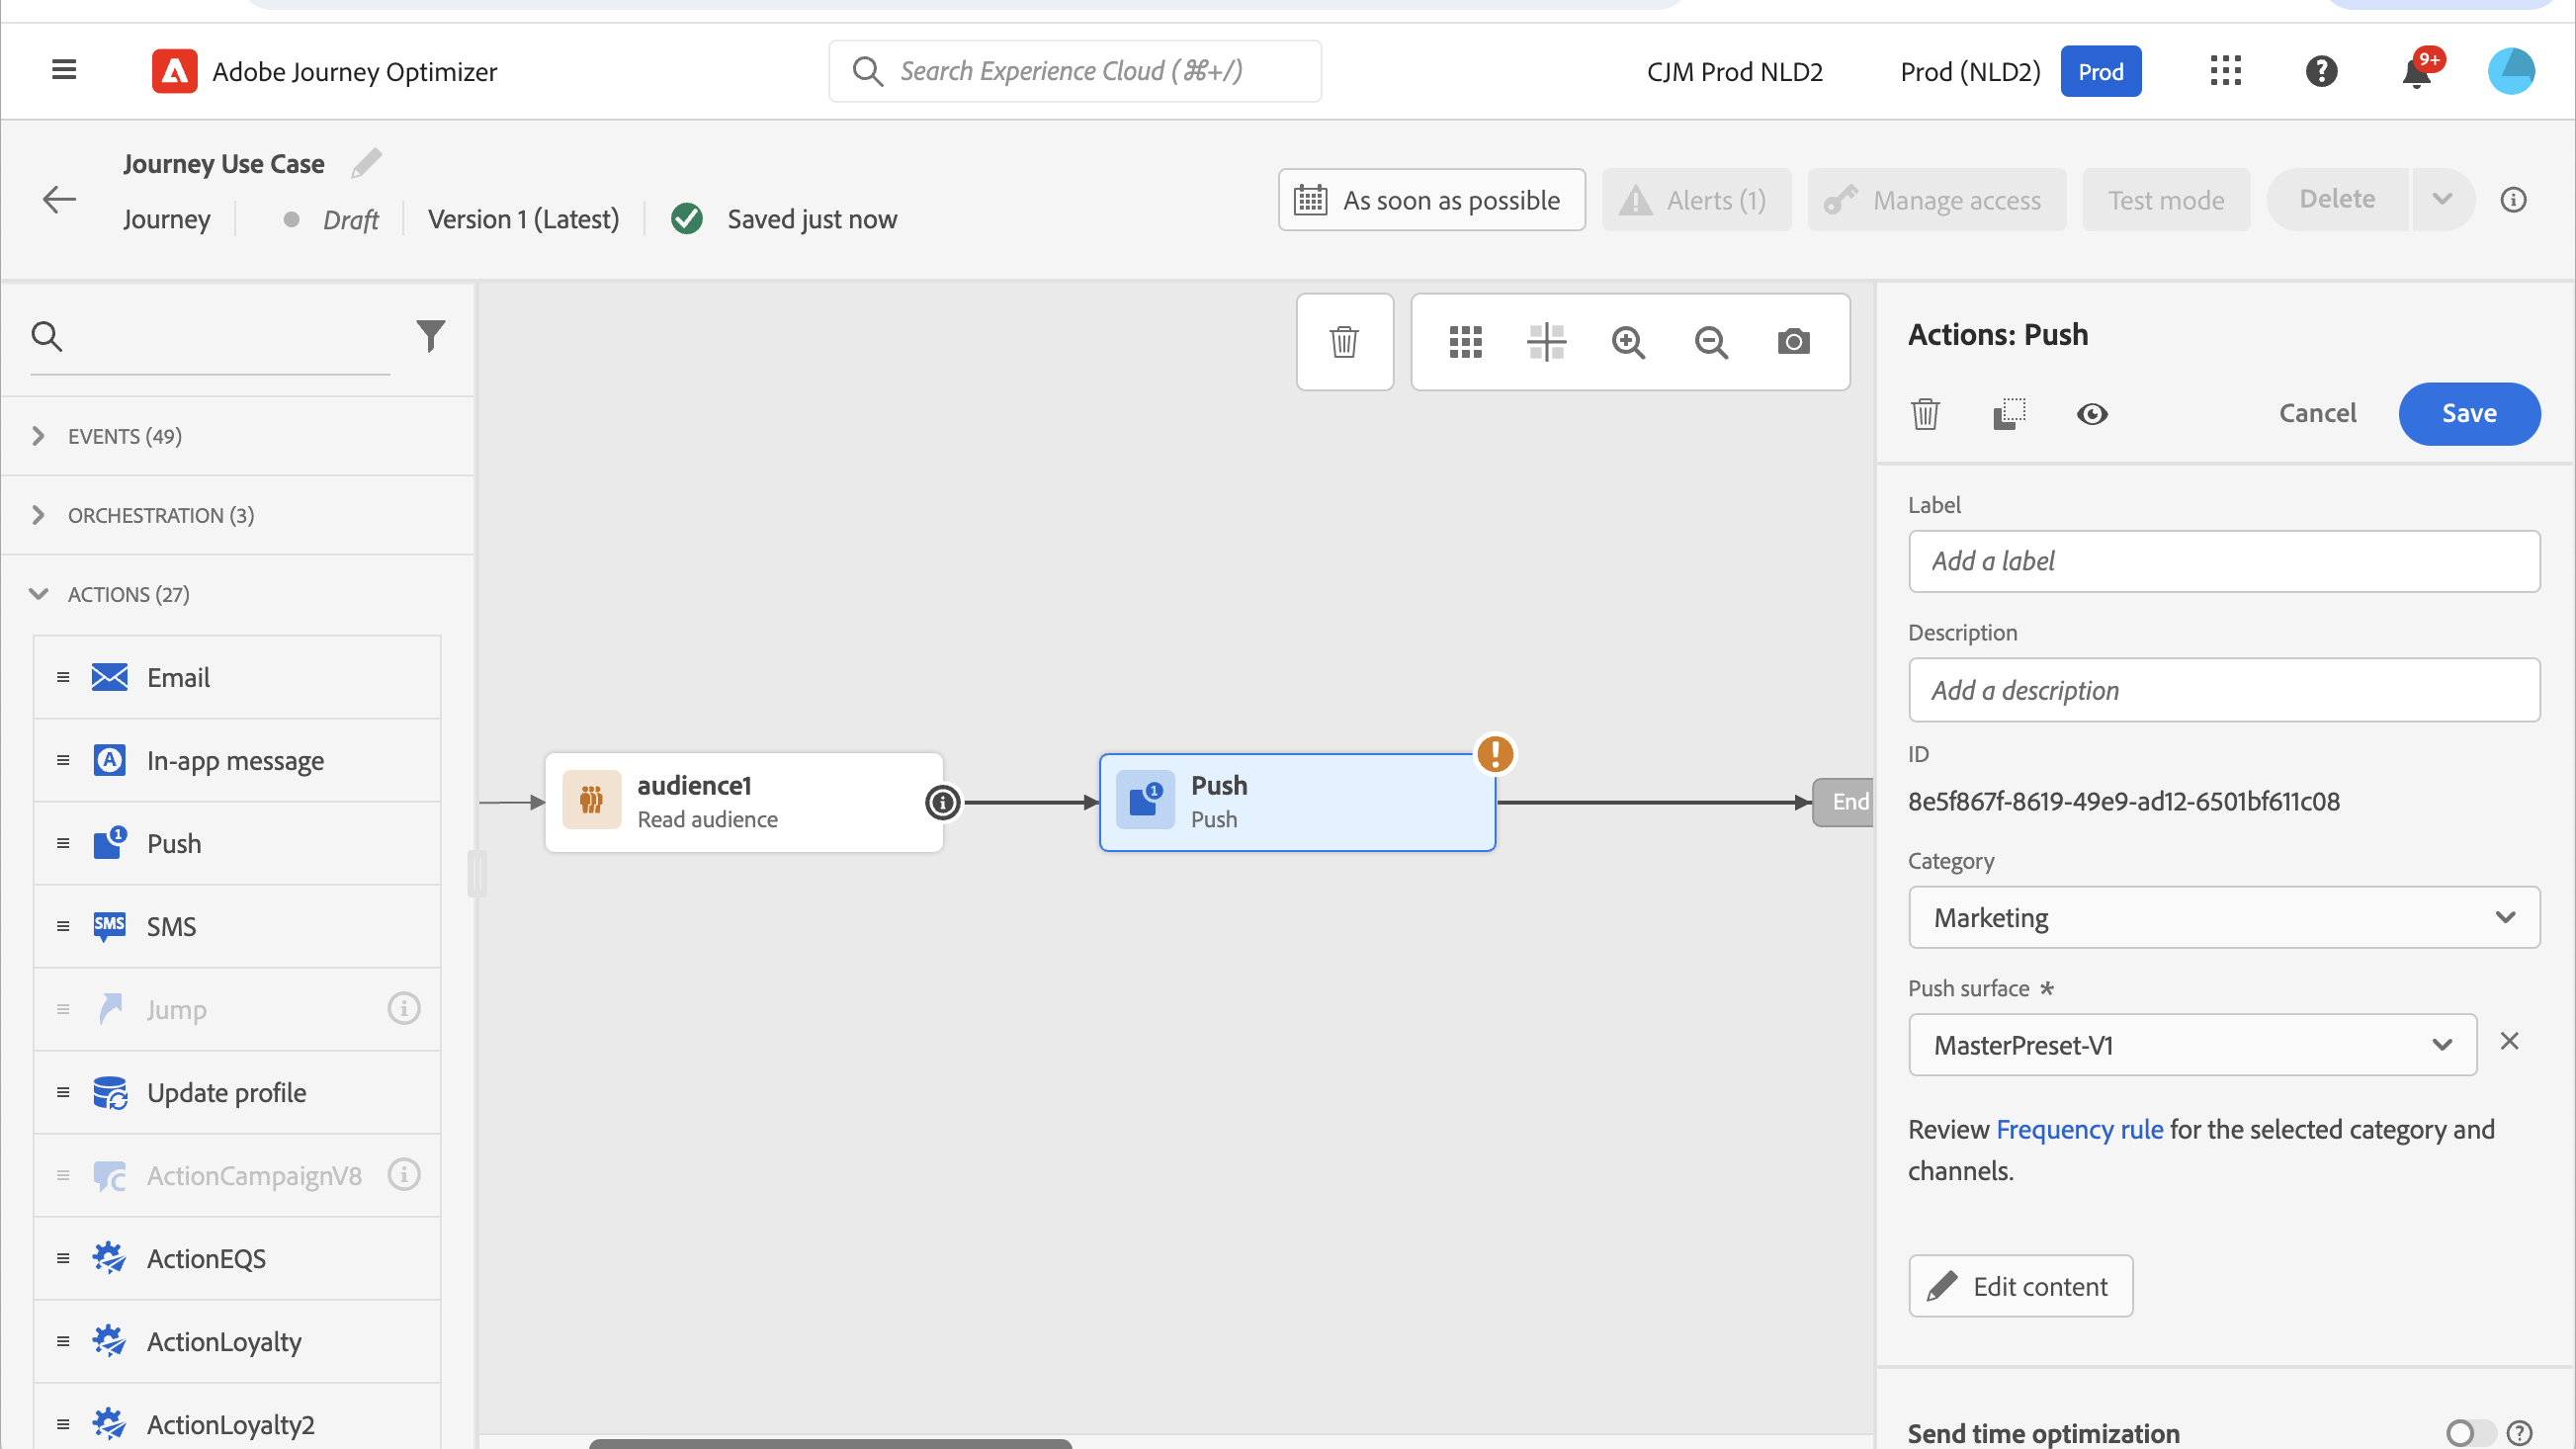 Adobe Journey Optimizer
Search Experience Cloud (⌘+/)
CJM Prod NLD2
Prod (NLD2)
Prod
9+
Journey Use Case
Journey
Draft
Version 1 (Latest)
Saved just now
As soon as possible
Alerts (1)
Manage access
Test mode
Delete
EVENTS (49)
ORCHESTRATION (3)
ACTIONS (27)
Email
In-app message
Push
SMS
SMS
Jump
Update profile
ActionCampaignV8
ActionEQS
ActionLoyalty
ActionLoyalty2
audience1
Read audience
1
Push
Push
End
Actions: Push
Cancel
Save
Label
Add a label
Description
Add a description
ID
8e5f867f-8619-49e9-ad12-6501bf611c08
Category
Marketing
Push surface *
MasterPreset-V1
Review Frequency rule for the selected category and
channels.
Edit content
Send time optimization